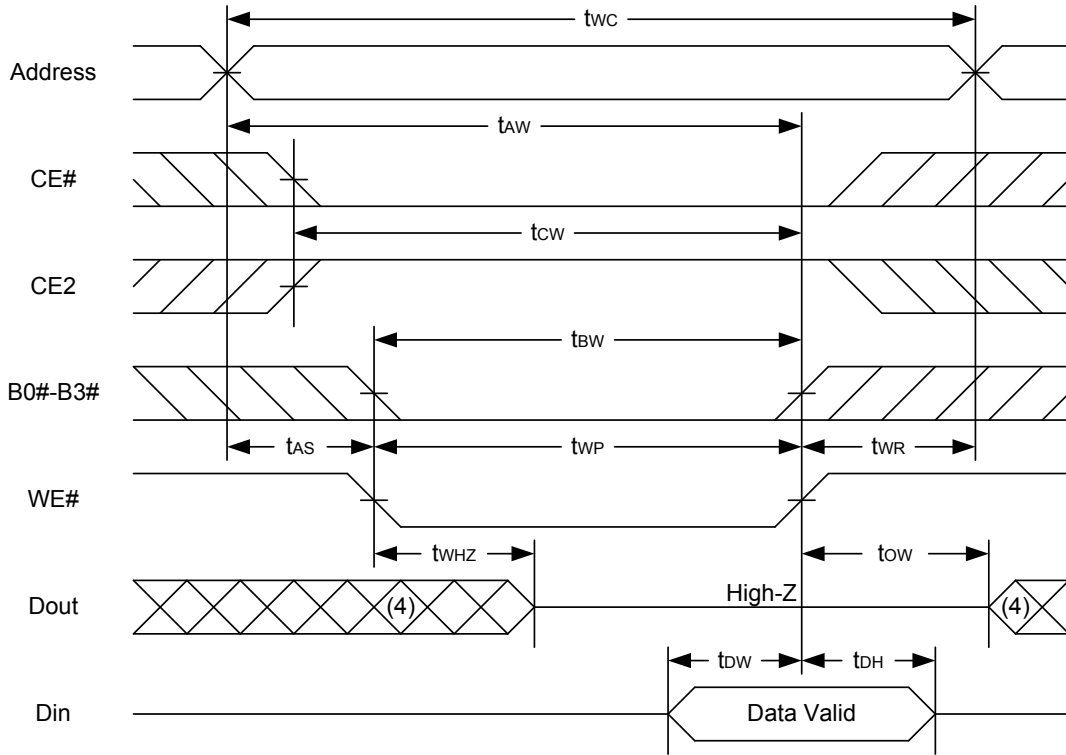 tWC
Address
tAW
CE#
tCW
CE2
tBW
B0#-B3#
tAS tWP tWR
WE#
tWHZ tOW
Dout (4) High-Z (4)
tDW tDH
Din Data Valid